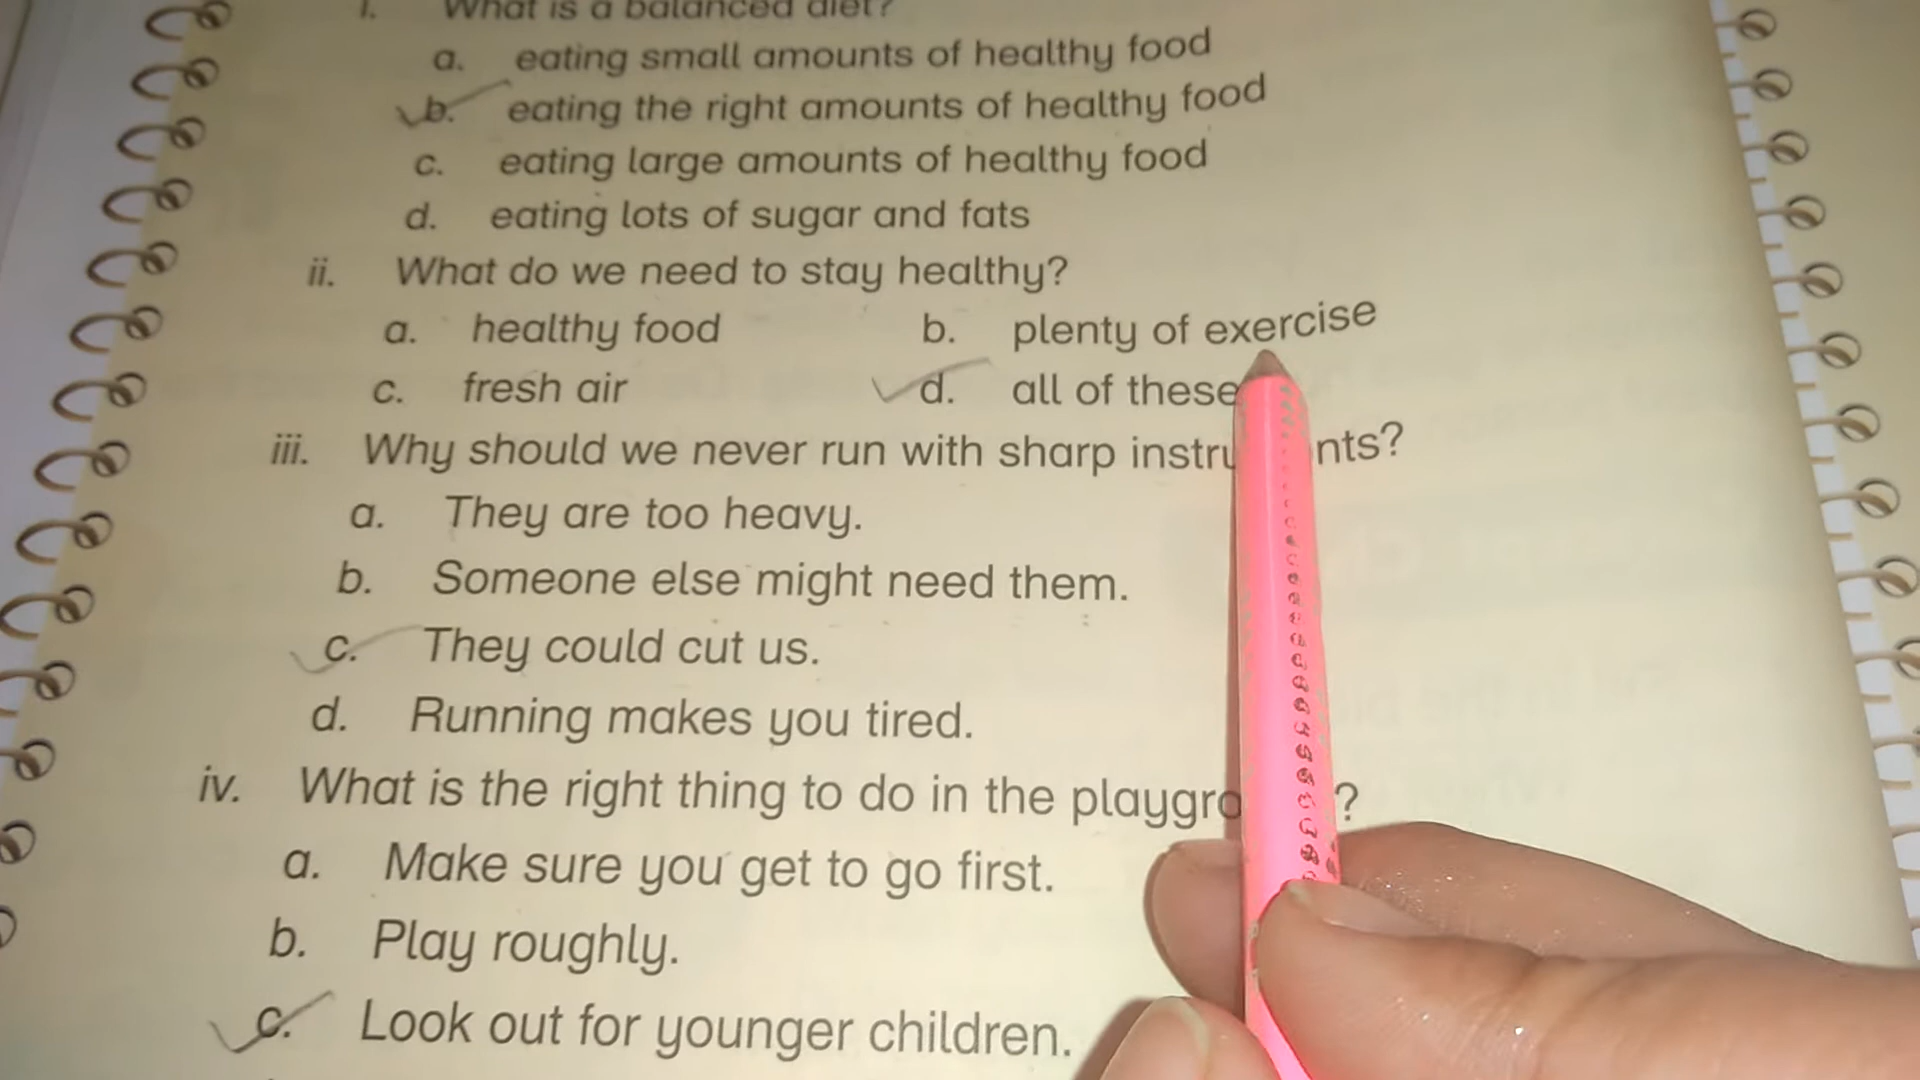 i. What is a balanced diet?
a. eating small amounts of healthy food
b. eating the right amounts of healthy food
c. eating large amounts of healthy food
d. eating lots of sugar and fats
ii. What do we need to stay healthy?
a. healthy food b. plenty of exercise
c. fresh air d. all of these
iii. Why should we never run with sharp instru nts?
a. They are too heavy.
b. Someone else might need them.
c. They could cut us.
d. Running makes you tired.
iv. What is the right thing to do in the playgro ?
a. Make sure you get to go first.
b. Play roughly.
c. Look out for younger children.